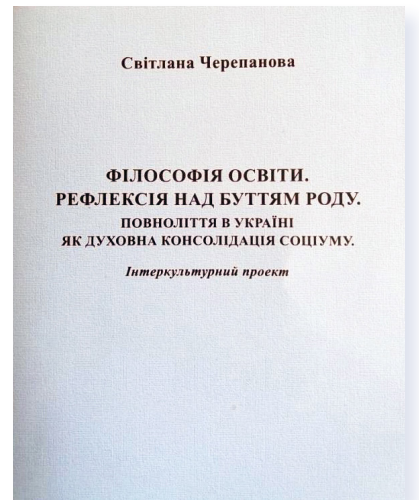 Світлана Черепанова
ФІЛОСОФІЯ ОСВІТИ.
РЕФЛЕКСІЯ НАД БУТТЯМ РОДУ.
ПОВНОЛІТТЯ В УКРАЇНІ
ЯК ДУХОВНА КОНСОЛІДАЦІЯ СОЦІУМУ.
Інтеркультурний проект